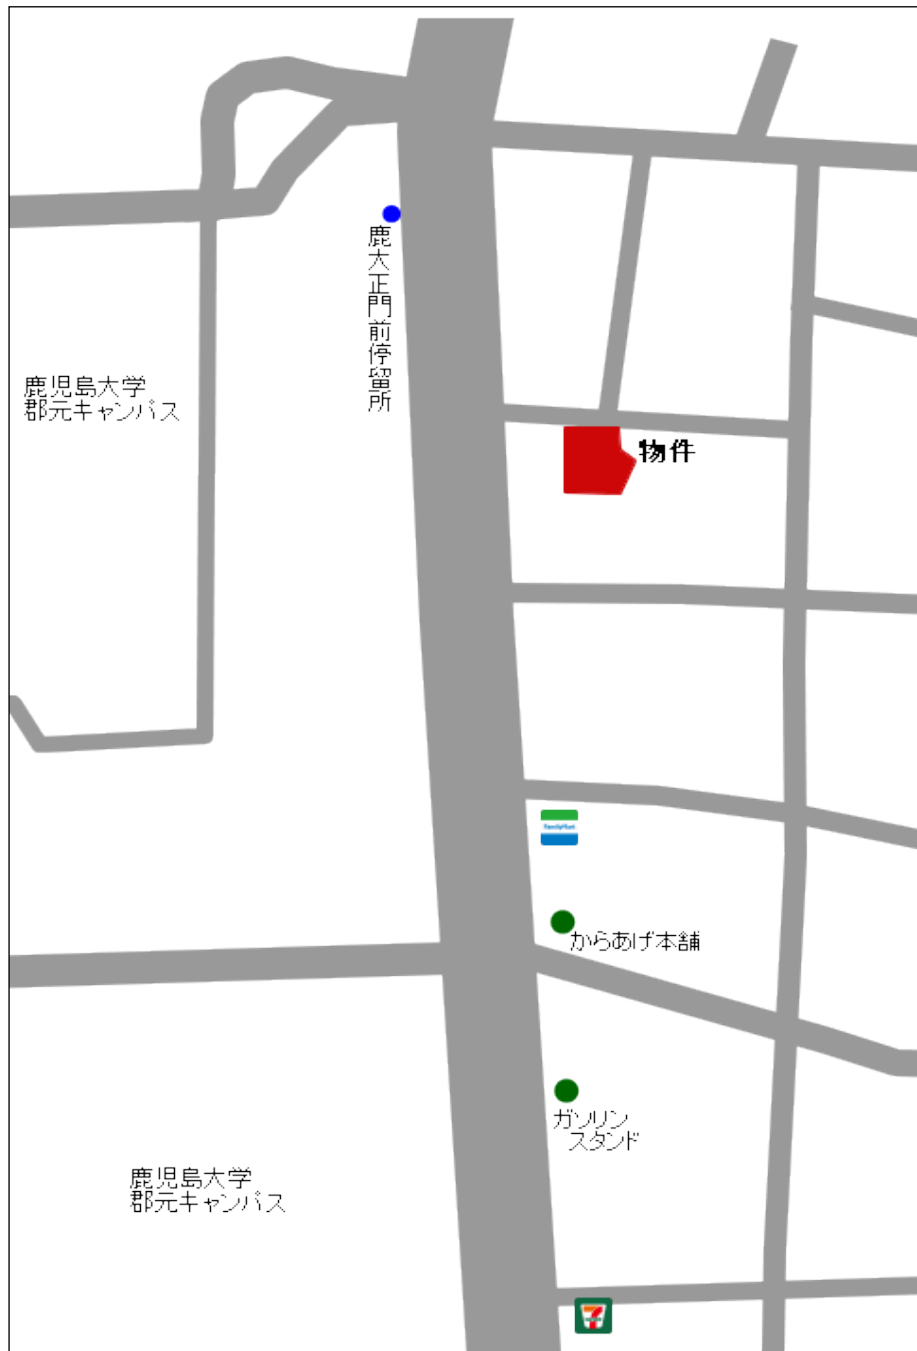 鹿大正門前停留所
鹿児島大学
郡元キャンパス
物件
FamilyMart
からあげ本舗
ガソリン
スタンド
鹿児島大学
郡元キャンパス